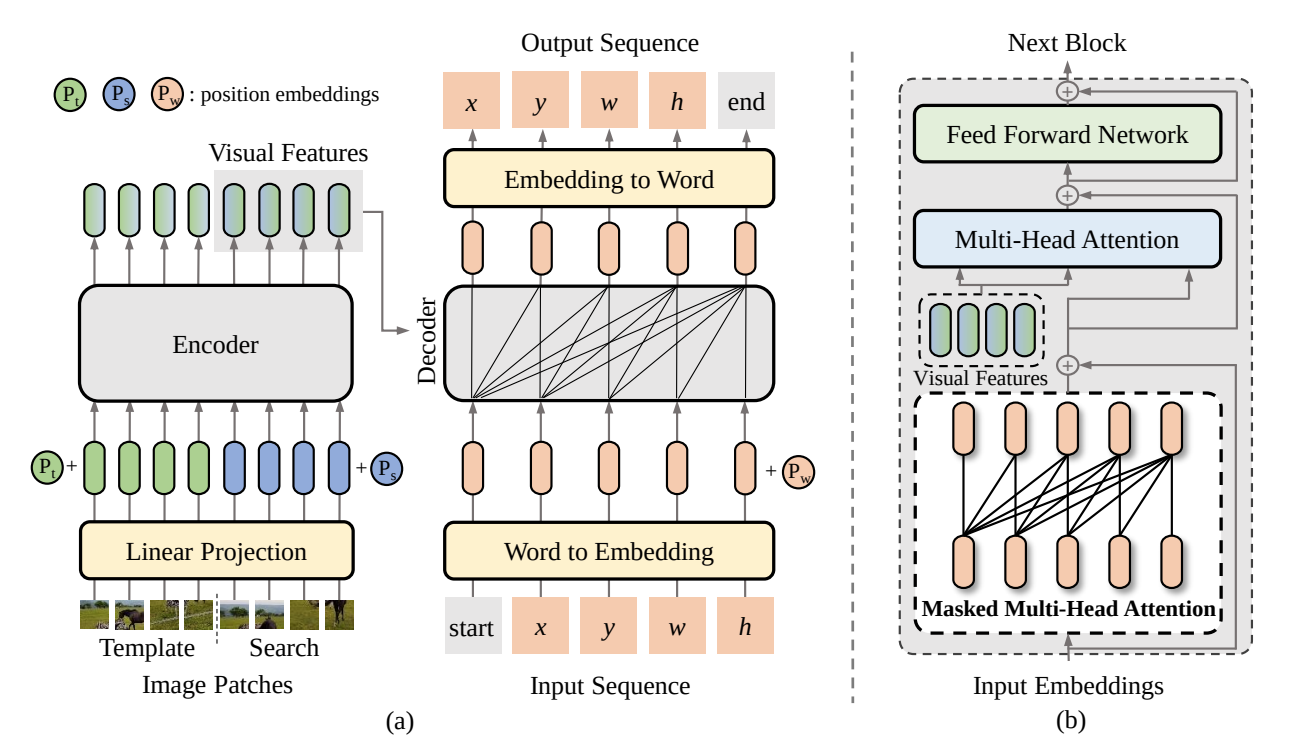 Output Sequence
Next Block
P_t P_s P_w : position embeddings
x y w h end
Visual Features
Embedding to Word
Feed Forward Network
+
+
Multi-Head Attention
Encoder
Decoder
Visual Features
+
P_t + + P_s
+ P_w
Linear Projection
Word to Embedding
Masked Multi-Head Attention
start x y w h
Template Search
Image Patches
Input Sequence
Input Embeddings
(a)
(b)